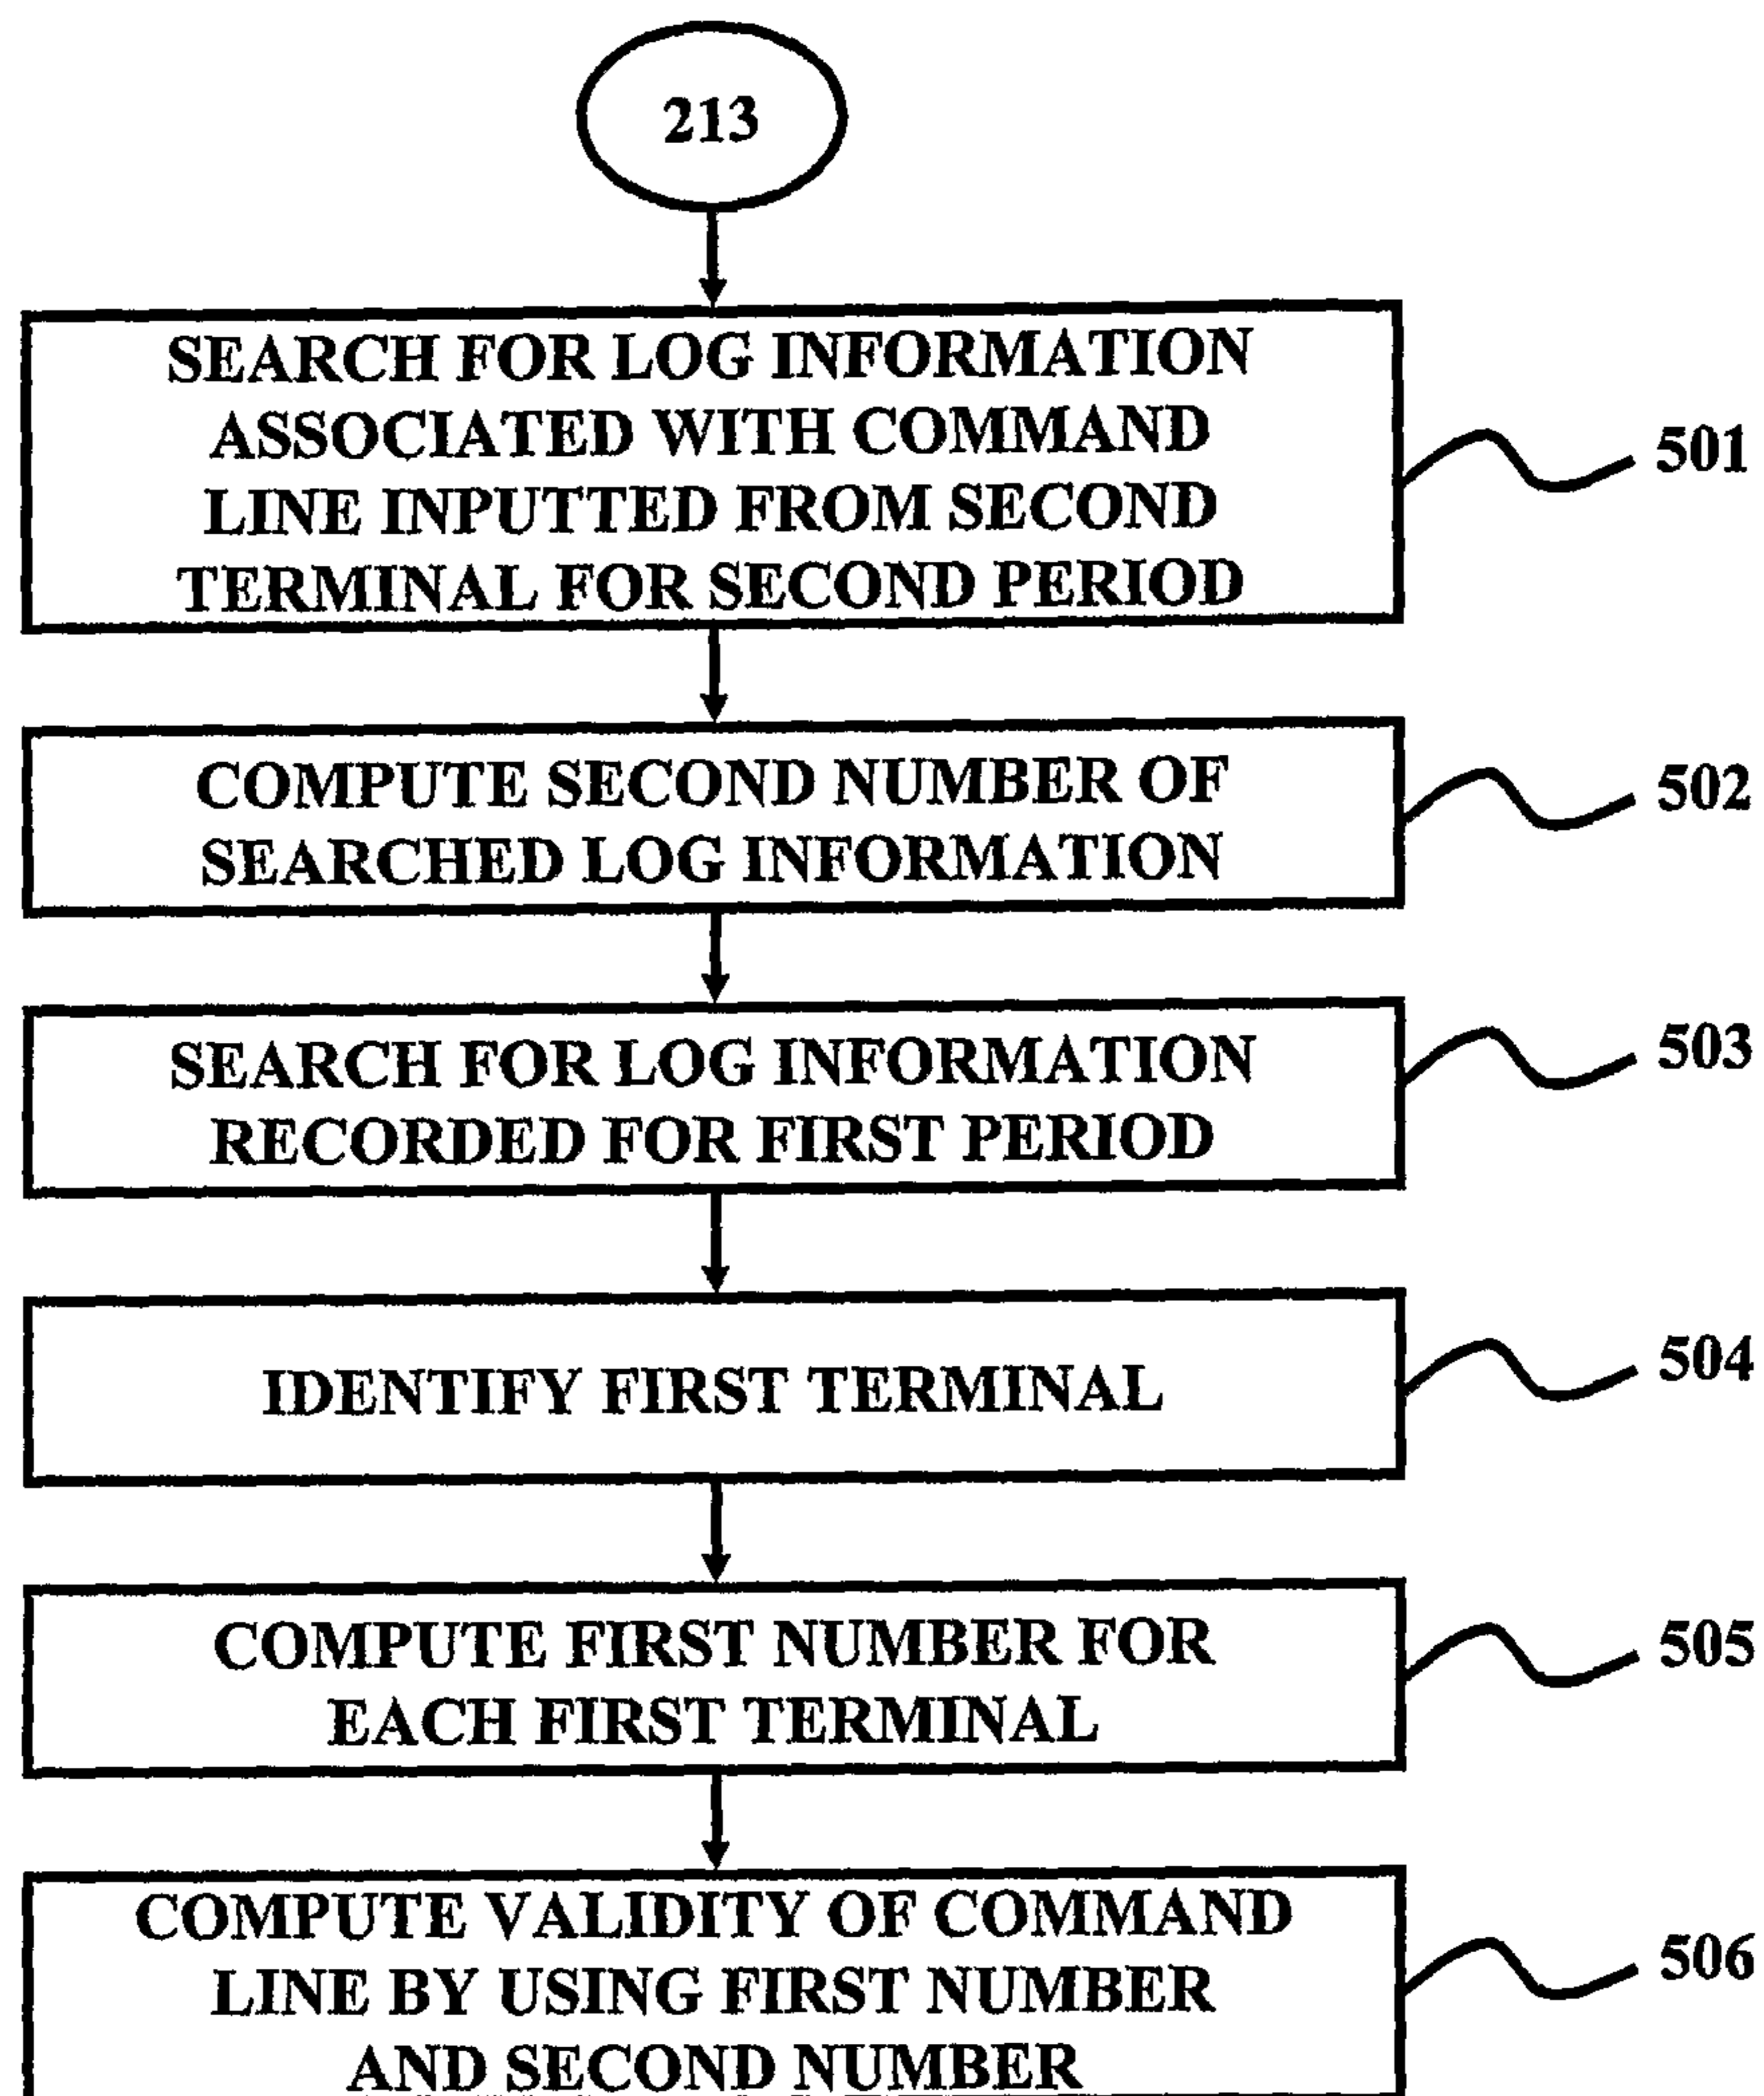 213
SEARCH FOR LOG INFORMATION
ASSOCIATED WITH COMMAND
LINE INPUTTED FROM SECOND
TERMINAL FOR SECOND PERIOD
501
COMPUTE SECOND NUMBER OF
SEARCHED LOG INFORMATION
502
SEARCH FOR LOG INFORMATION
RECORDED FOR FIRST PERIOD
503
IDENTIFY FIRST TERMINAL
504
COMPUTE FIRST NUMBER FOR
EACH FIRST TERMINAL
505
COMPUTE VALIDITY OF COMMAND
LINE BY USING FIRST NUMBER
AND SECOND NUMBER
506